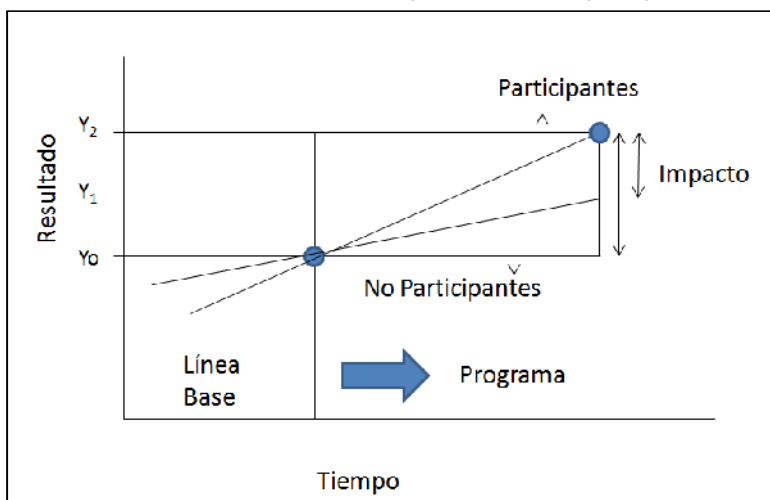 Participantes
Y2
Y1
Yo
Resultado
Impacto
No Participantes
Línea
Base
Programa
Tiempo